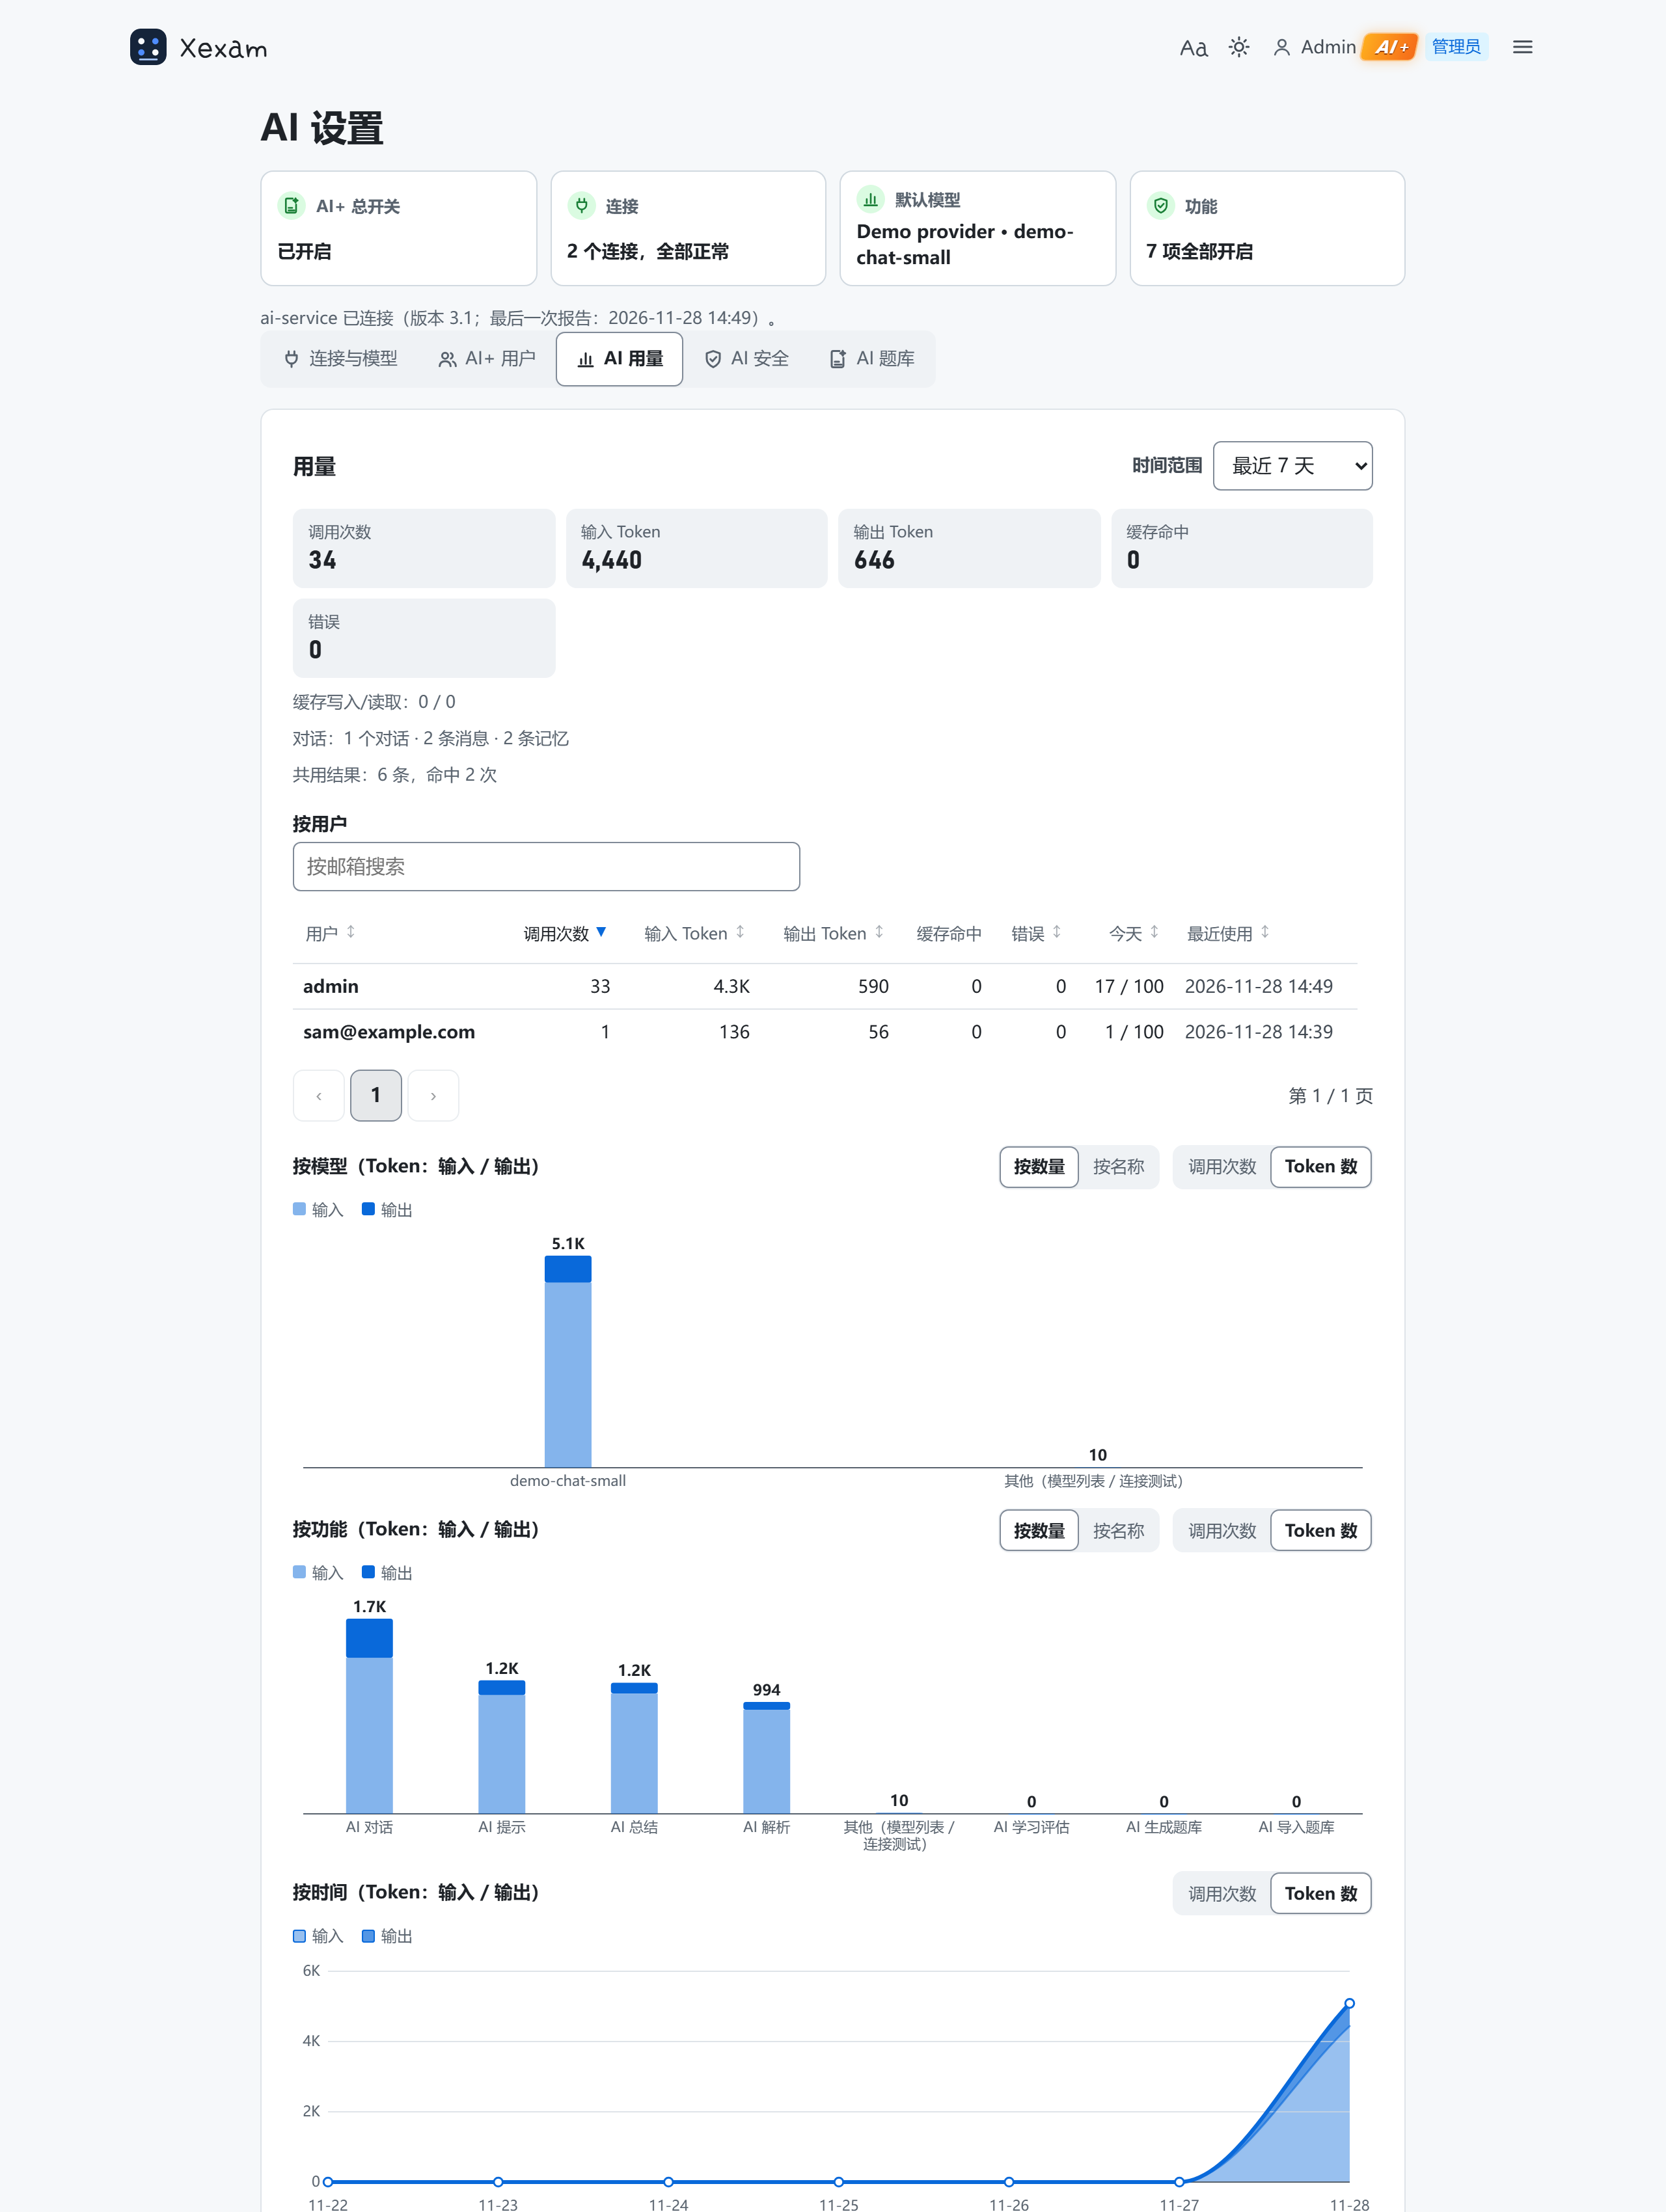 Xexam
Aa Admin AI+ 管理员
AI 设置
AI+ 总开关
已开启
连接
2 个连接，全部正常
默认模型
Demo provider • demo-
chat-small
功能
7 项全部开启
ai-service 已连接（版本 3.1；最后一次报告：2026-11-28 14:49）。
连接与模型 AI+ 用户 AI 用量 AI 安全 AI 题库
用量
时间范围 最近 7 天
调用次数
34
输入 Token
4,440
输出 Token
646
缓存命中
0
错误
0
缓存写入/读取：0 / 0
对话：1 个对话 · 2 条消息 · 2 条记忆
共用结果：6 条，命中 2 次
按用户
按邮箱搜索
用户 调用次数 输入 Token 输出 Token 缓存命中 错误 今天 最近使用
admin 33 4.3K 590 0 0 17 / 100 2026-11-28 14:49
sam@example.com 1 136 56 0 0 1 / 100 2026-11-28 14:39
‹ 1 › 第 1 / 1 页
按模型（Token：输入 / 输出） 按数量 按名称 调用次数 Token 数
输入 输出
5.1K
10
demo-chat-small 其他（模型列表 / 连接测试）
按功能（Token：输入 / 输出） 按数量 按名称 调用次数 Token 数
输入 输出
1.7K 1.2K 1.2K 994 10 0 0 0
AI 对话 AI 提示 AI 总结 AI 解析 其他（模型列表 / 连接测试） AI 学习评估 AI 生成题库 AI 导入题库
按时间（Token：输入 / 输出） 调用次数 Token 数
输入 输出
6K
4K
2K
0
11-22 11-23 11-24 11-25 11-26 11-27 11-28